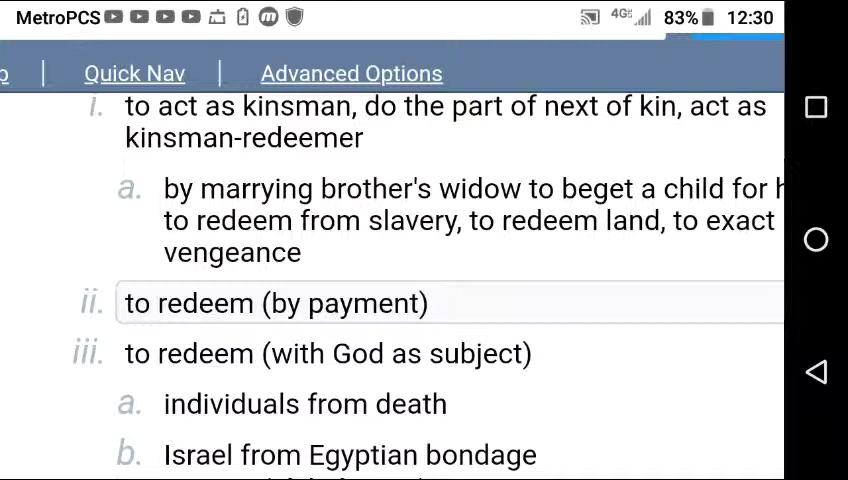 MetroPCS 4G 83% 12:30
Quick Nav | Advanced Options
i. to act as kinsman, do the part of next of kin, act as
kinsman-redeemer
a. by marrying brother's widow to beget a child for
to redeem from slavery, to redeem land, to exact
vengeance
ii. to redeem (by payment)
iii. to redeem (with God as subject)
a. individuals from death
b. Israel from Egyptian bondage